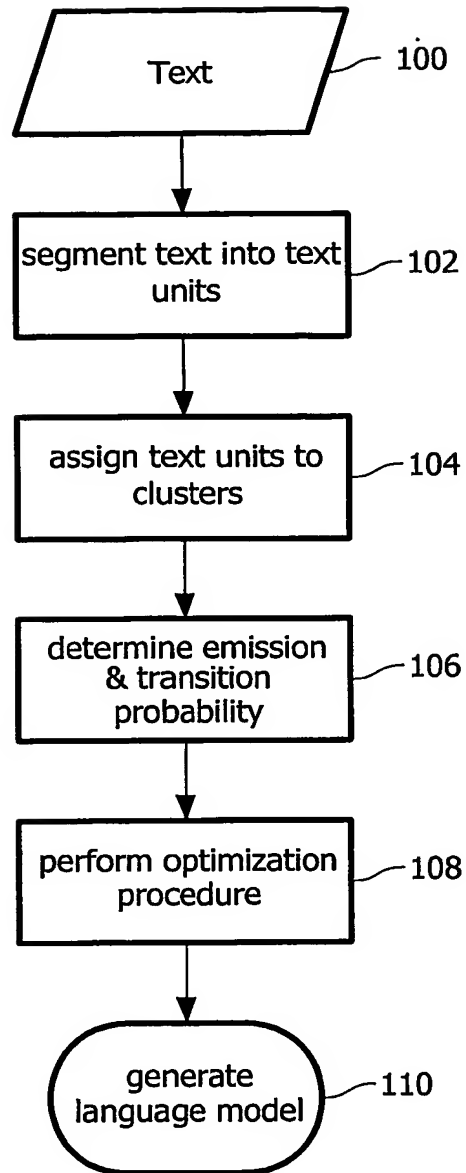 Text
100
segment text into text
units
102
assign text units to
clusters
104
determine emission
& transition
probability
106
perform optimization
procedure
108
generate
language model
110